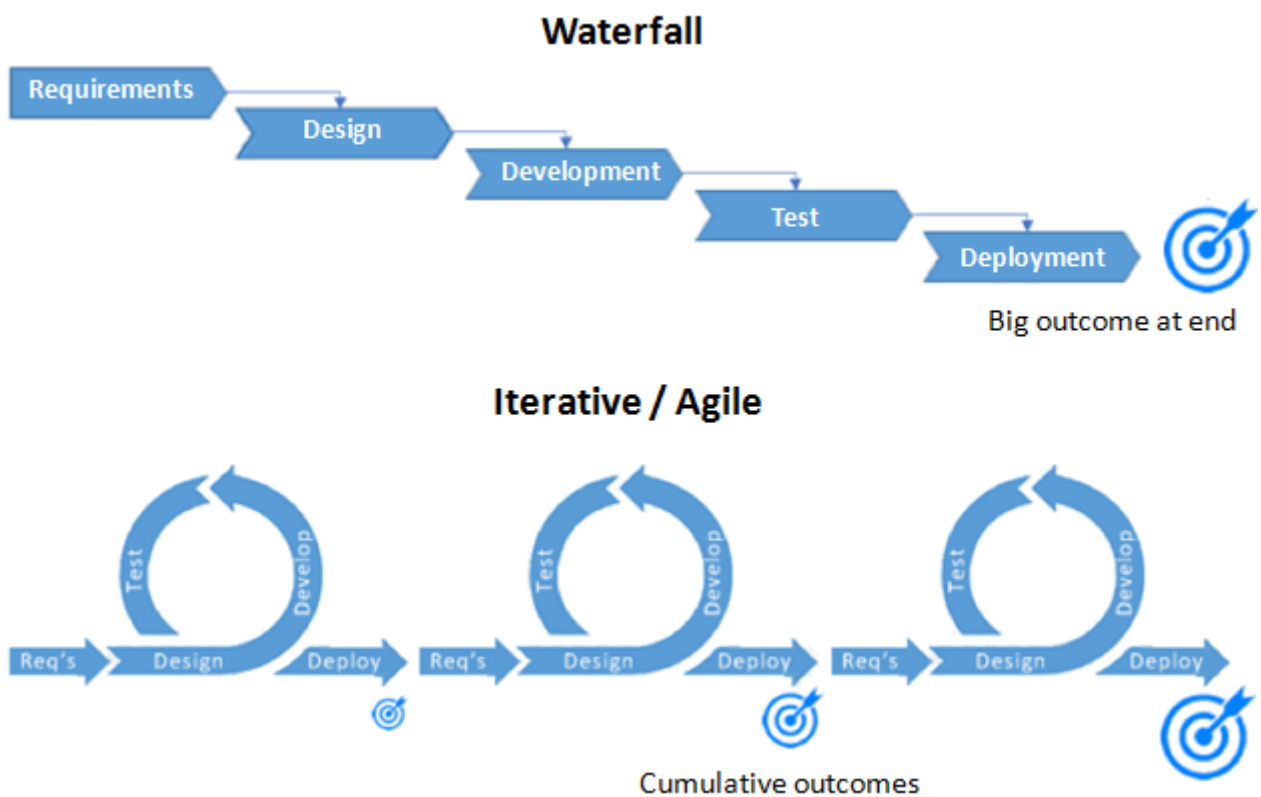 Waterfall
Requirements
Design
Development
Test
Deployment
Big outcome at end
Iterative / Agile
Test
Develop
Req's
Design
Deploy
Test
Develop
Req's
Design
Deploy
Test
Develop
Req's
Design
Deploy
Cumulative outcomes